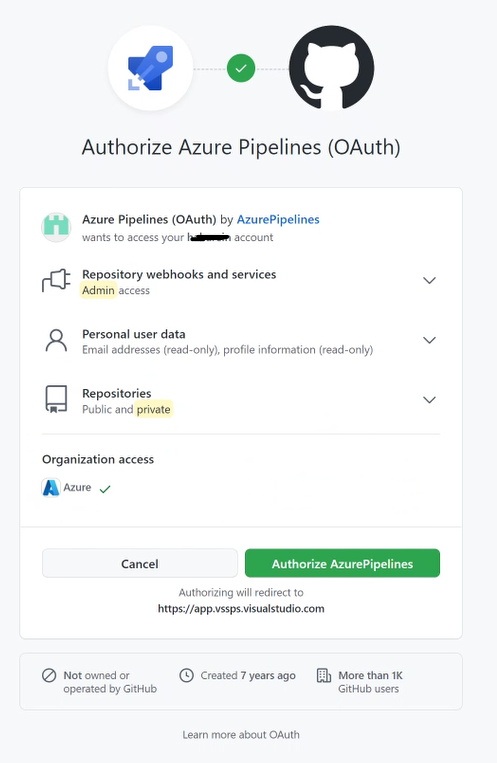 Authorize Azure Pipelines (OAuth)
Azure Pipelines (OAuth) by AzurePipelines
wants to access your account
Repository webhooks and services
Admin access
Personal user data
Email addresses (read-only), profile information (read-only)
Repositories
Public and private
Organization access
Azure
Cancel
Authorize AzurePipelines
Authorizing will redirect to
https://app.vssps.visualstudio.com
Not owned or
operated by GitHub
Created 7 years ago
More than 1K
GitHub users
Learn more about OAuth